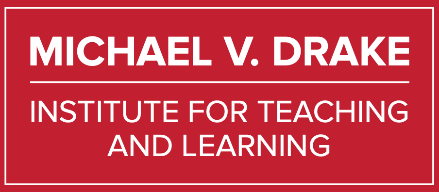 MICHAEL V. DRAKE
INSTITUTE FOR TEACHING
AND LEARNING